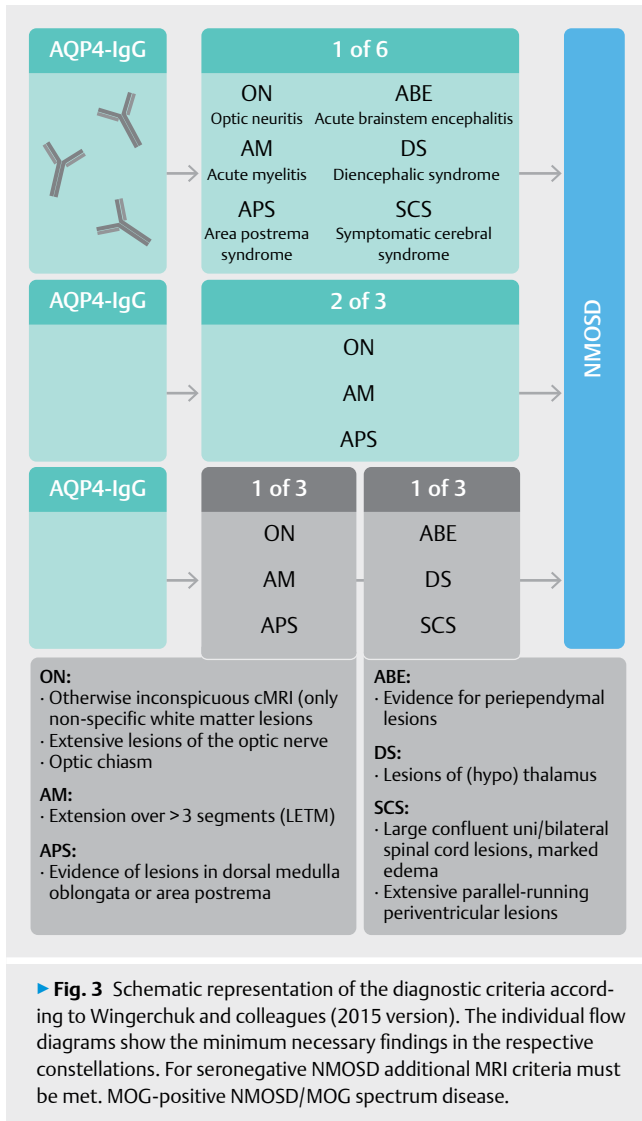 AQP4-IgG
1 of 6
ON
Optic neuritis
ABE
Acute brainstem encephalitis
AM
Acute myelitis
DS
Diencephalic syndrome
APS
Area postrema
syndrome
SCS
Symptomatic cerebral
syndrome
AQP4-IgG
2 of 3
ON
AM
APS
AQP4-IgG
1 of 3
ON
AM
APS
1 of 3
ABE
DS
SCS
NMOSD
ON:
· Otherwise inconspicuous cMRI (only
non-specific white matter lesions
· Extensive lesions of the optic nerve
· Optic chiasm
AM:
· Extension over > 3 segments (LETM)
APS:
· Evidence of lesions in dorsal medulla
oblongata or area postrema
ABE:
· Evidence for periependymal
lesions
DS:
· Lesions of (hypo) thalamus
SCS:
· Large confluent uni/bilateral
spinal cord lesions, marked
edema
· Extensive parallel-running
periventricular lesions
▶ Fig. 3 Schematic representation of the diagnostic criteria accord-
ing to Wingerchuk and colleagues (2015 version). The individual flow
diagrams show the minimum necessary findings in the respective
constellations. For seronegative NMOSD additional MRI criteria must
be met. MOG-positive NMOSD/MOG spectrum disease.